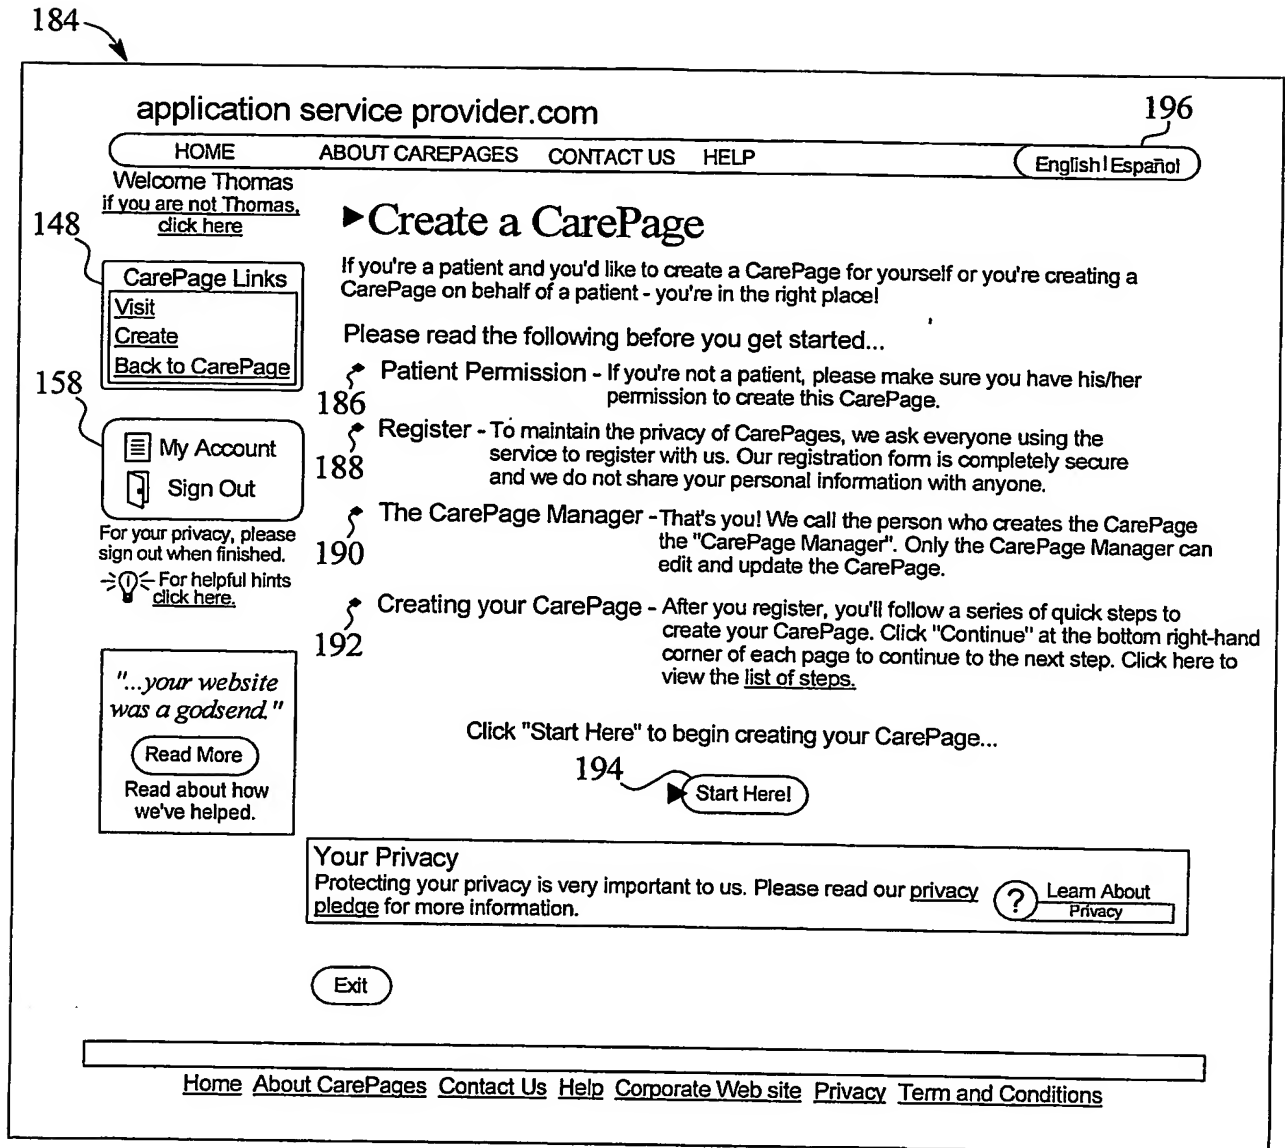 184
application service provider.com
196
HOME ABOUT CAREPAGES CONTACT US HELP
English | Español
Welcome Thomas
if you are not Thomas,
click here
148
CarePage Links
Visit
Create
Back to CarePage
158
My Account
Sign Out
For your privacy, please
sign out when finished.
For helpful hints
click here.
"...your website
was a godsend."
Read More
Read about how
we've helped.
Create a CarePage
If you're a patient and you'd like to create a CarePage for yourself or you're creating a
CarePage on behalf of a patient - you're in the right place!
Please read the following before you get started...
186
Patient Permission - If you're not a patient, please make sure you have his/her
permission to create this CarePage.
188
Register - To maintain the privacy of CarePages, we ask everyone using the
service to register with us. Our registration form is completely secure
and we do not share your personal information with anyone.
190
The CarePage Manager - That's you! We call the person who creates the CarePage
the "CarePage Manager". Only the CarePage Manager can
edit and update the CarePage.
192
Creating your CarePage - After you register, you'll follow a series of quick steps to
create your CarePage. Click "Continue" at the bottom right-hand
corner of each page to continue to the next step. Click here to
view the list of steps.
Click "Start Here" to begin creating your CarePage...
194
Start Here!
Your Privacy
Protecting your privacy is very important to us. Please read our privacy
pledge for more information.
? Learn About
Privacy
Exit
Home About CarePages Contact Us Help Corporate Web site Privacy Term and Conditions